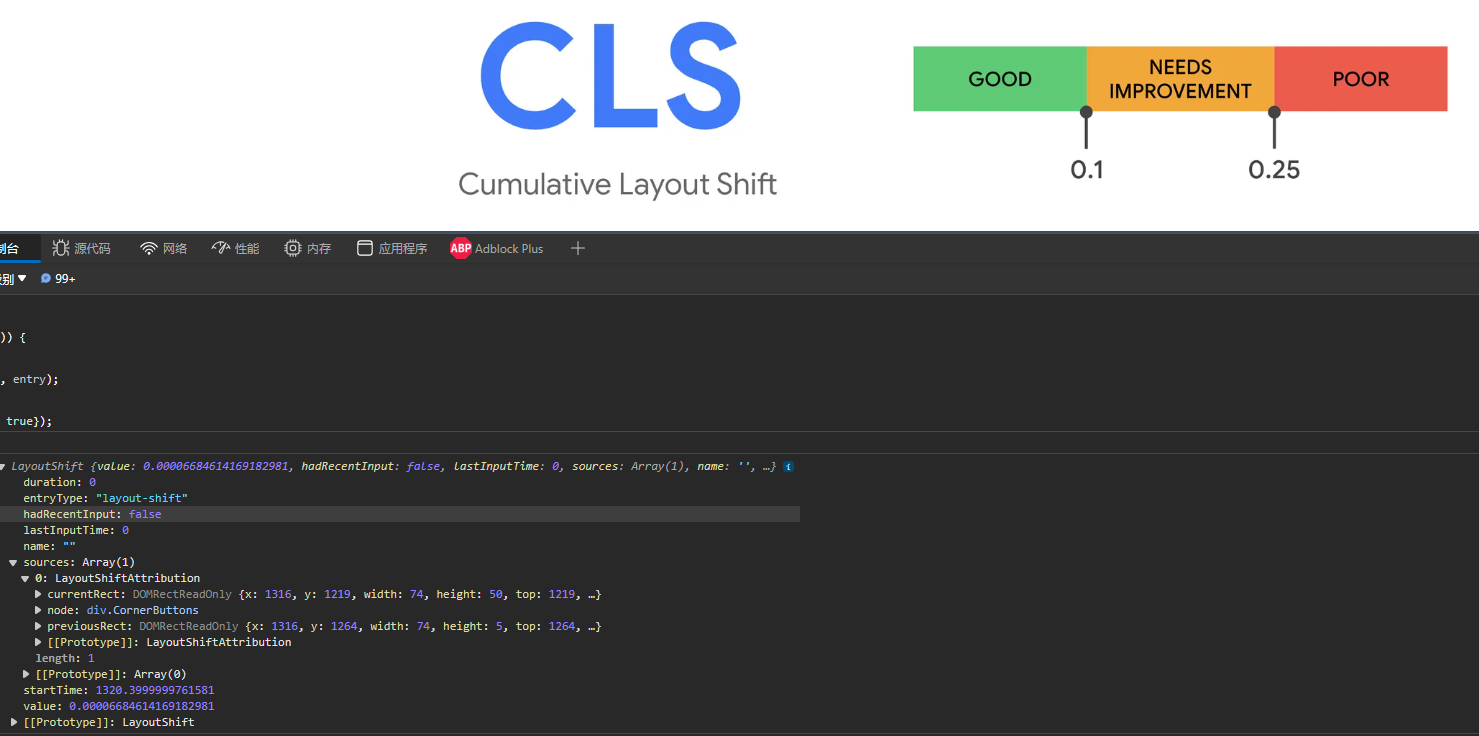 CLS
Cumulative Layout Shift
GOOD
NEEDS
IMPROVEMENT
POOR
0.1
0.25
制台 源代码 网络 性能 内存 应用程序 ABP Adblock Plus
别 99+
)) {
, entry);
true});
LayoutShift {value: 0.00006684614169182981, hadRecentInput: false, lastInputTime: 0, sources: Array(1), name: '', …} i
duration: 0
entryType: "layout-shift"
hadRecentInput: false
lastInputTime: 0
name: ""
sources: Array(1)
0: LayoutShiftAttribution
currentRect: DOMRectReadOnly {x: 1316, y: 1219, width: 74, height: 50, top: 1219, …}
node: div.CornerButtons
previousRect: DOMRectReadOnly {x: 1316, y: 1264, width: 74, height: 5, top: 1264, …}
[[Prototype]]: LayoutShiftAttribution
length: 1
[[Prototype]]: Array(0)
startTime: 1320.3999999761581
value: 0.00006684614169182981
[[Prototype]]: LayoutShift